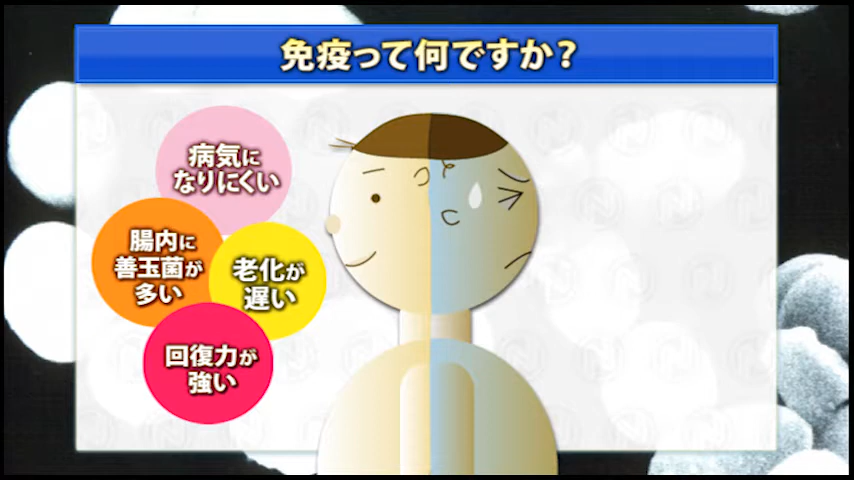 免疫って何ですか？
病気に
なりにくい
腸内に
善玉菌が
多い
老化が
遅い
回復力が
強い